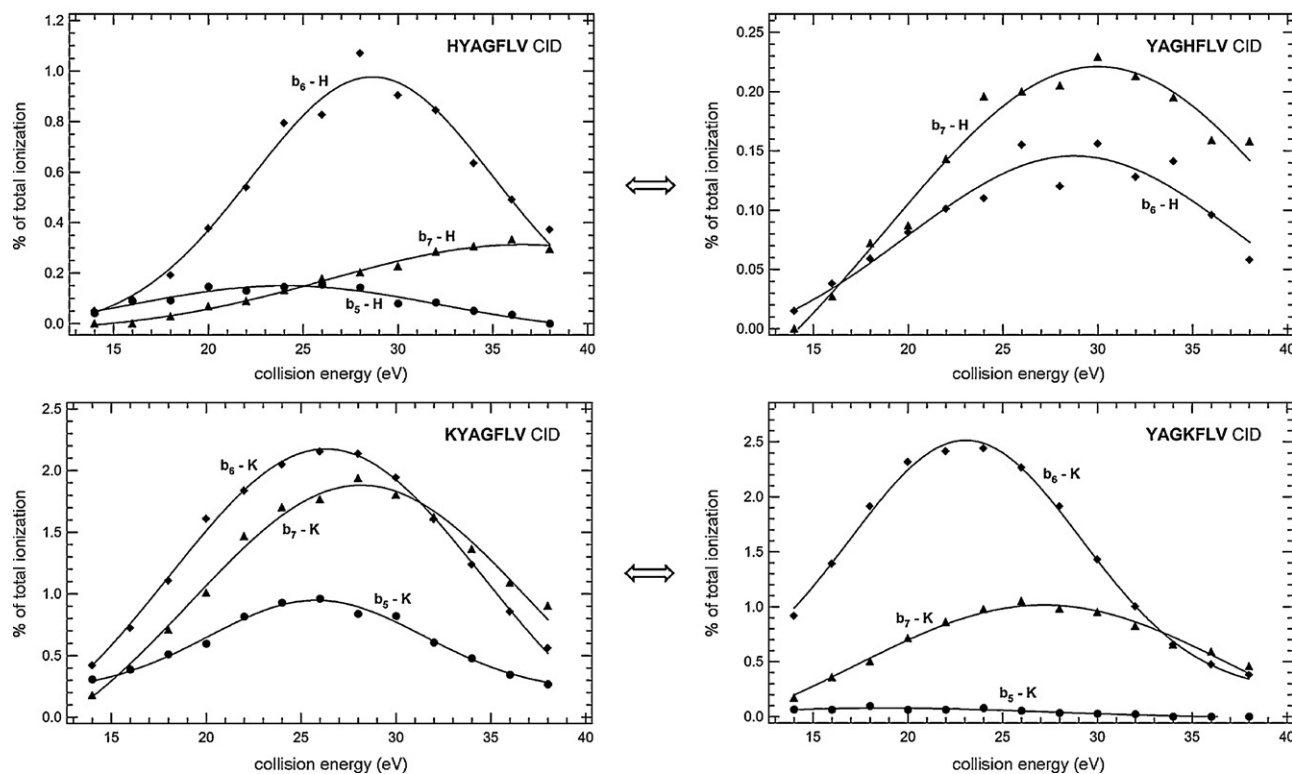 HYAGFLV CID
1.2
1.0
0.8
0.6
0.4
0.2
0.0
% of total ionization
b6 - H
b7 - H
b5 - H
15 20 25 30 35 40
collision energy (eV)
YAGHFLV CID
0.25
0.20
0.15
0.10
0.05
0.00
% of total ionization
b7 - H
b6 - H
15 20 25 30 35 40
collision energy (eV)
KYAGFLV CID
2.5
2.0
1.5
1.0
0.5
0.0
% of total ionization
b6 - K
b7 - K
b5 - K
15 20 25 30 35 40
collision energy (eV)
YAGKFLV CID
2.5
2.0
1.5
1.0
0.5
0.0
% of total ionization
b6 - K
b7 - K
b5 - K
15 20 25 30 35 40
collision energy (eV)